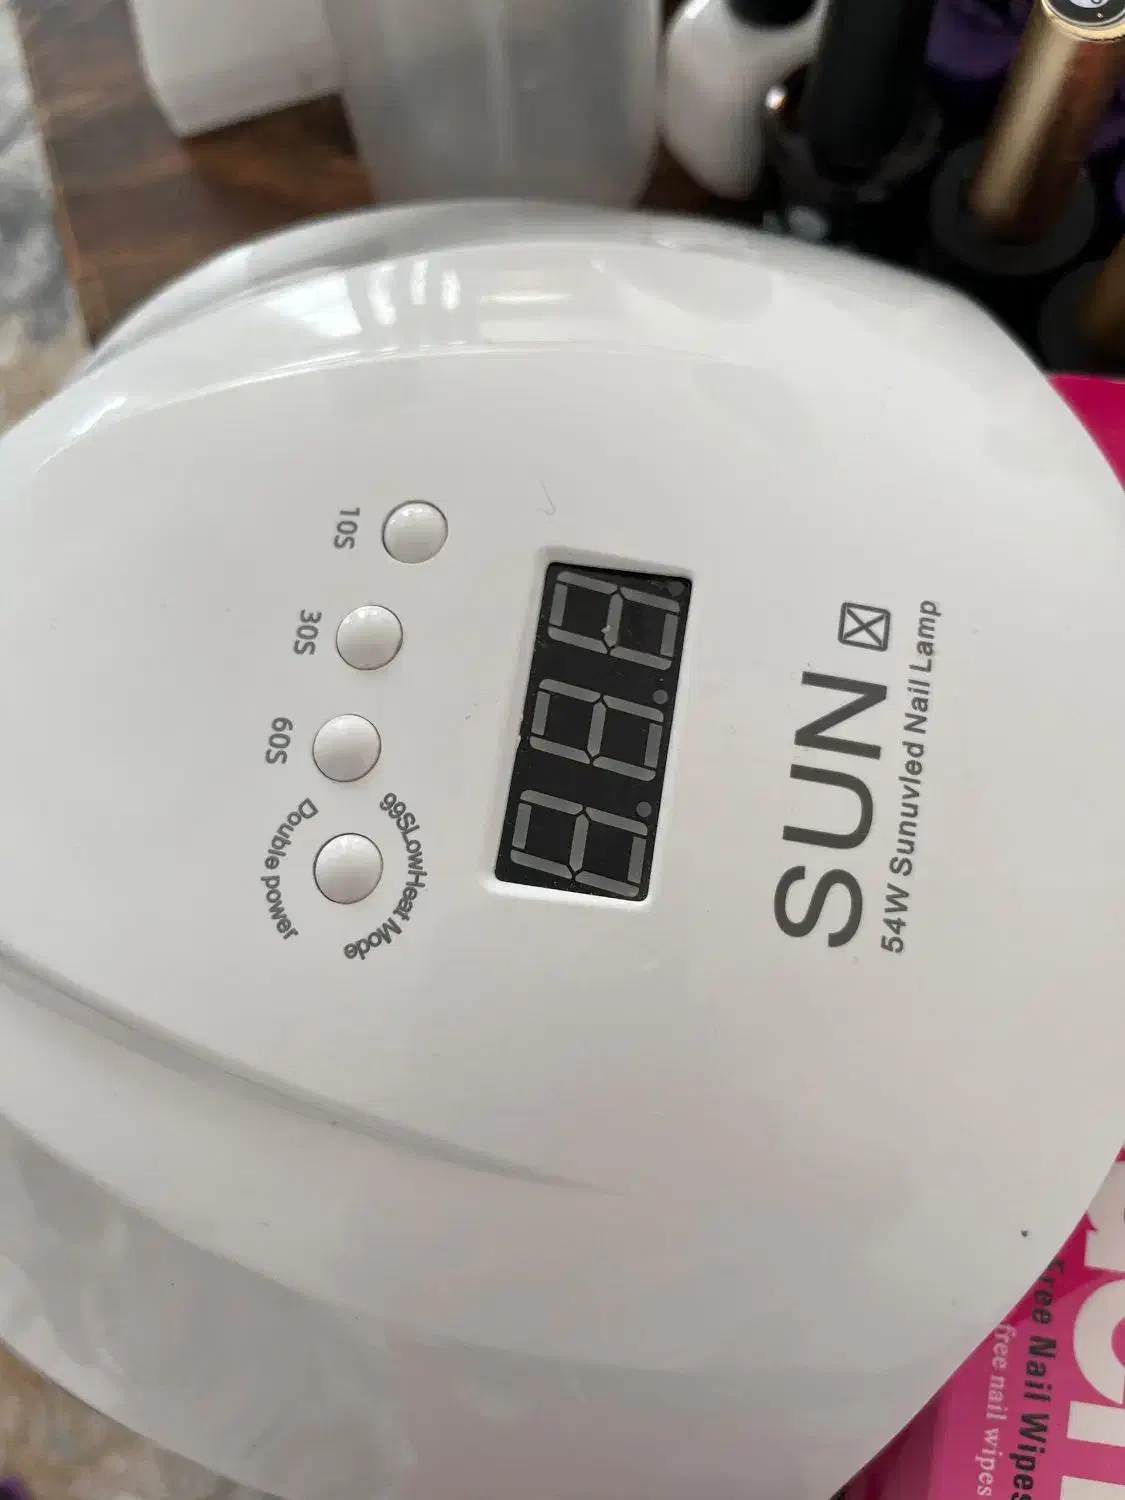 SUN X
54W Sunuvled Nail Lamp
10S
30S
60S
99SLowHeat Mode
Double power
free Nail Wipes
free nail wipes